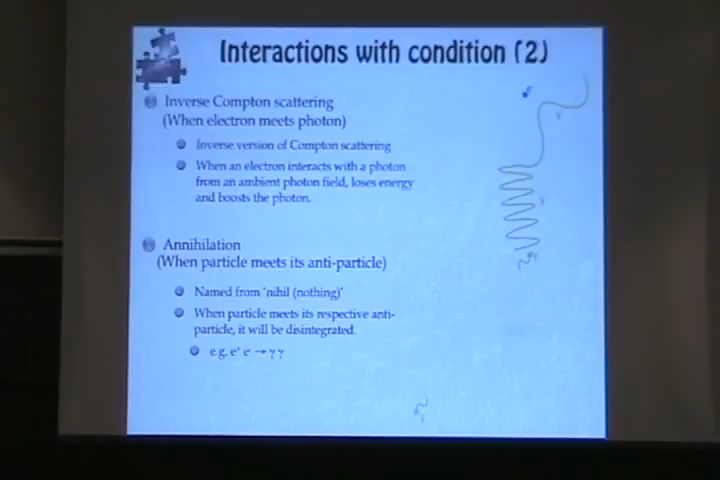 Interactions with condition (2)
Inverse Compton scattering
(When electron meets photon)
Inverse version of Compton scattering
When an electron interacts with a photon
from an ambient photon field, loses energy
and boosts the photon.
Annihilation
(When particle meets its anti-particle)
Named from 'nihil (nothing)'
When particle meets its respective anti-
particle, it will be disintegrated.
e.g. e⁺ e⁻ → γ γ
γ